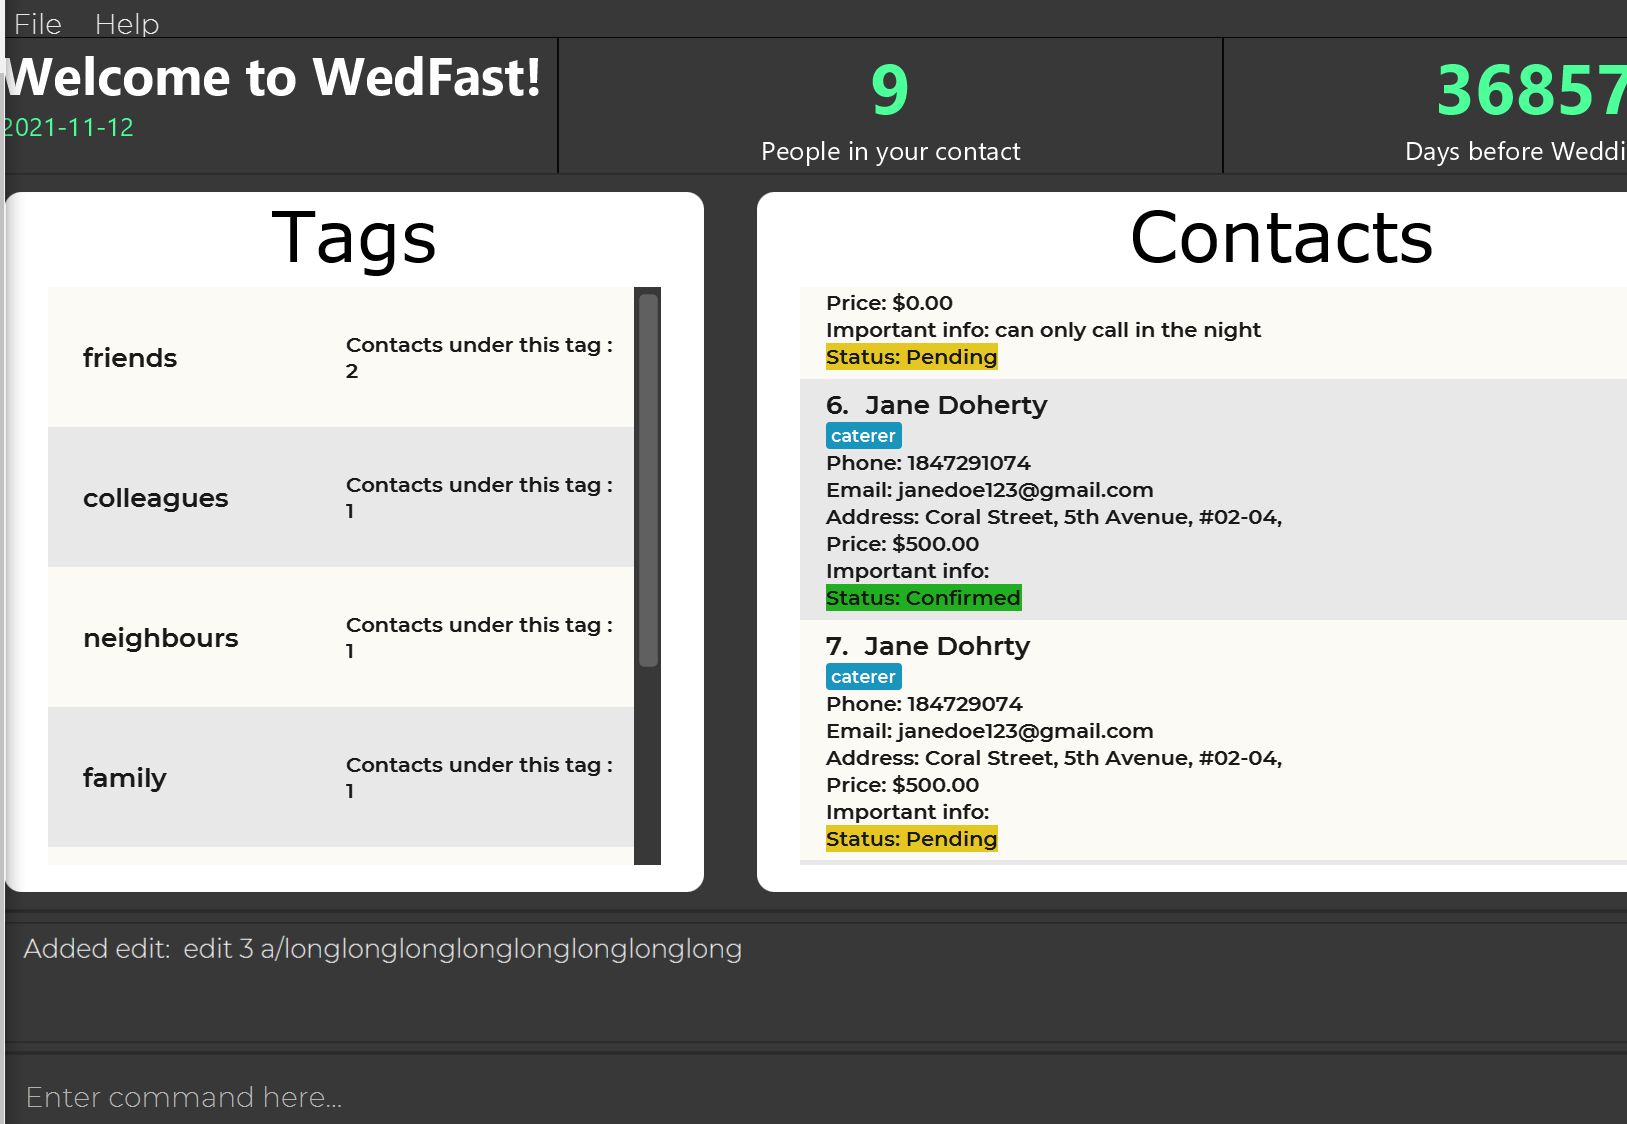 File Help
Welcome to WedFast!
2021-11-12
9
People in your contact
36857
Days before Weddi
Tags
friends
Contacts under this tag :
2
colleagues
Contacts under this tag :
1
neighbours
Contacts under this tag :
1
family
Contacts under this tag :
1
Contacts
Price: $0.00
Important info: can only call in the night
Status: Pending
6. Jane Doherty
caterer
Phone: 1847291074
Email: janedoe123@gmail.com
Address: Coral Street, 5th Avenue, #02-04,
Price: $500.00
Important info:
Status: Confirmed
7. Jane Dohrty
caterer
Phone: 184729074
Email: janedoe123@gmail.com
Address: Coral Street, 5th Avenue, #02-04,
Price: $500.00
Important info:
Status: Pending
Added edit: edit 3 a/longlonglonglonglonglonglonglong
Enter command here...